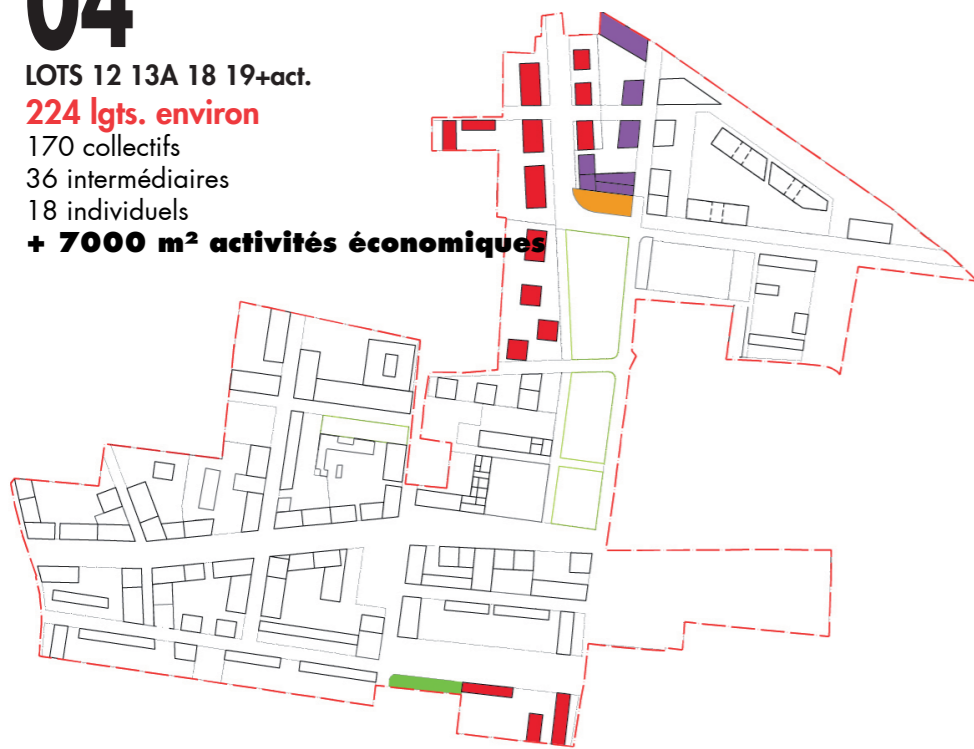 04
LOTS 12 13A 18 19+act.
224 lgts. environ
170 collectifs
36 intermédiaires
18 individuels
+ 7000 m² activités économiques